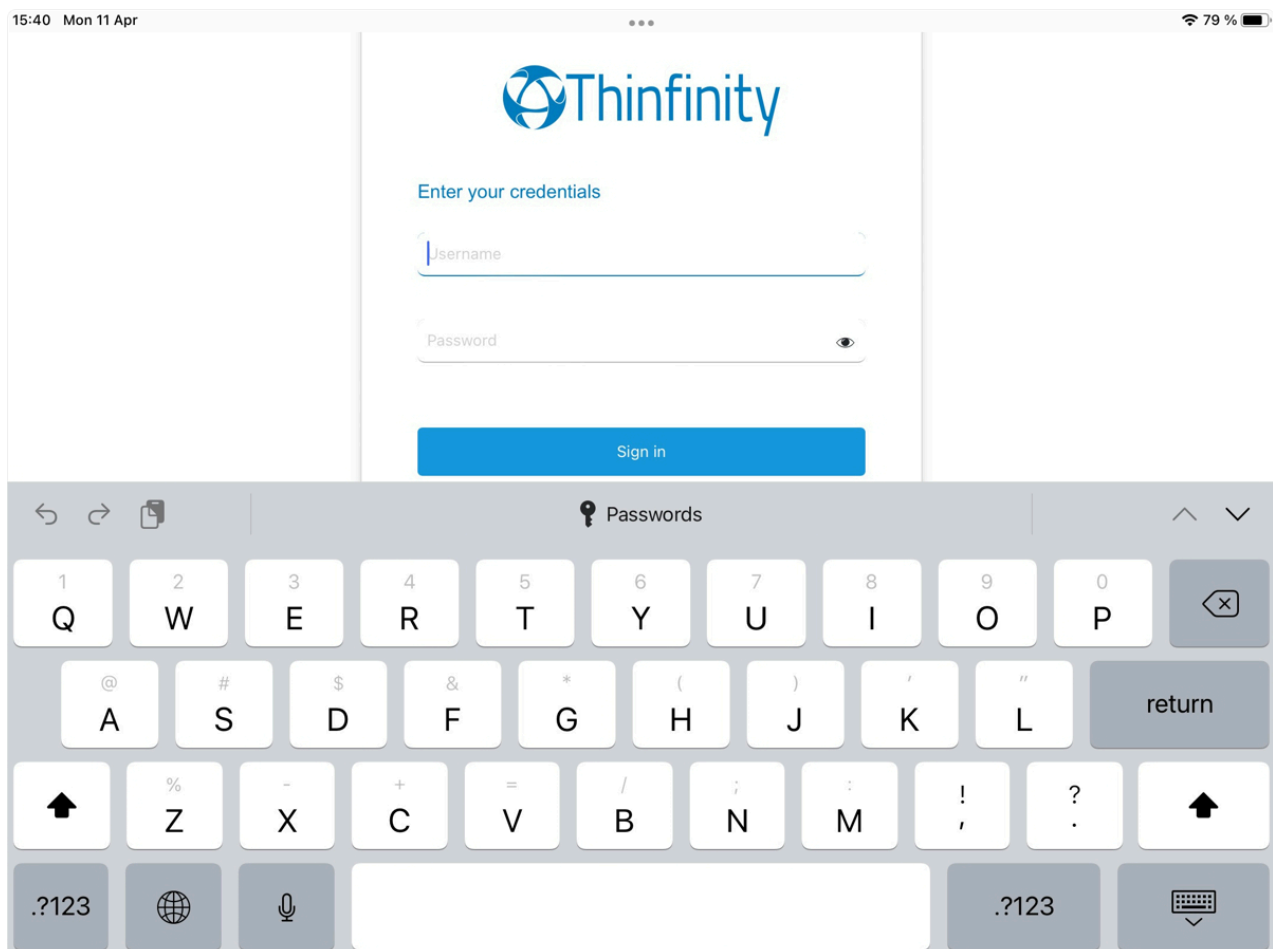 15:40 Mon 11 Apr
79 %
Thinfinity
Enter your credentials
Username
Password
Sign in
Passwords
1 2 3 4 5 6 7 8 9 0
Q W E R T Y U I O P
@ # $ & * ( ) ' "
A S D F G H J K L return
% - + = / ; : ! ?
Z X C V B N M , .
.?123 .?123